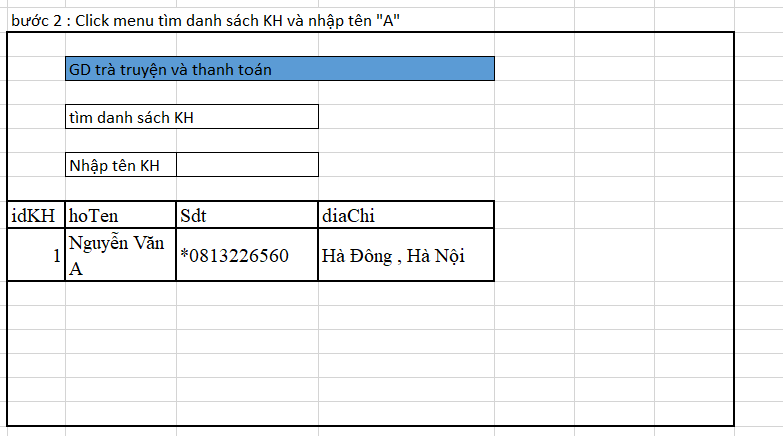 bước 2 : Click menu tìm danh sách KH và nhập tên "A"
GD trà truyện và thanh toán
tìm danh sách KH
Nhập tên KH
idKH hoTen Sdt diaChi
1 Nguyễn Văn A *0813226560 Hà Đông , Hà Nội